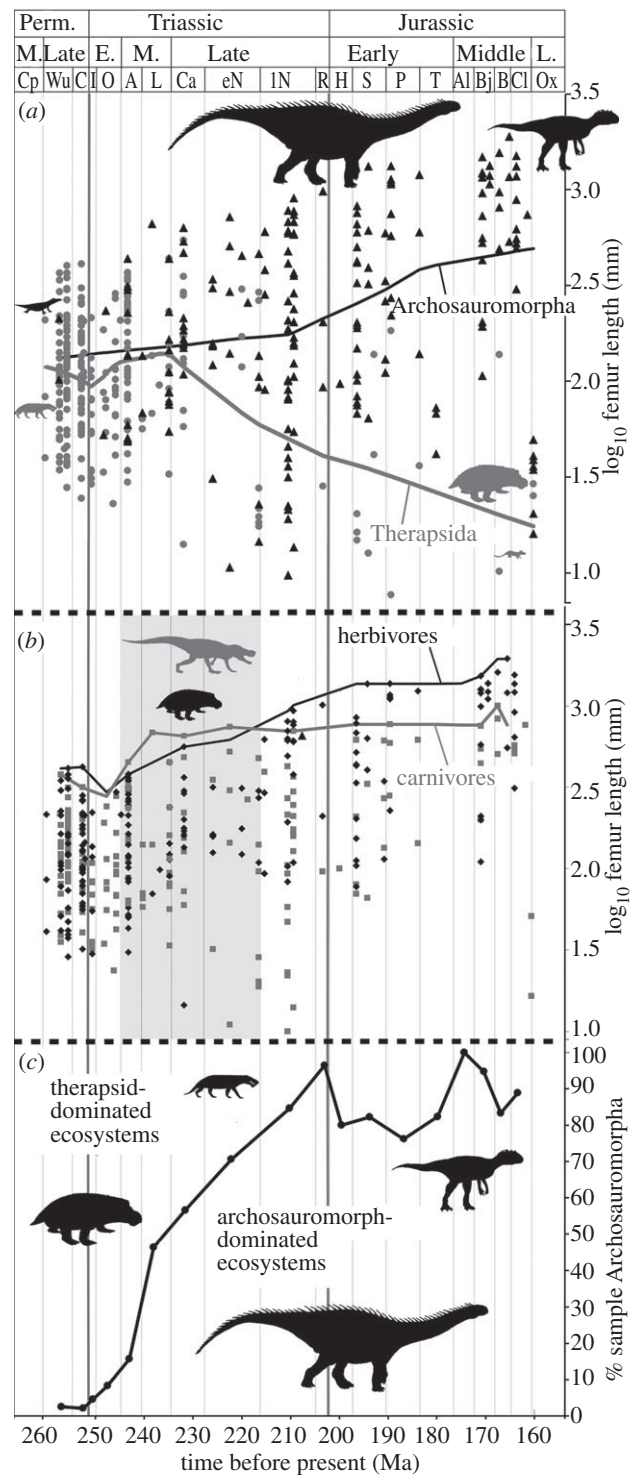 Perm. Triassic Jurassic
M. Late E. M. Late Early Middle L.
Cp Wu C I O A L Ca eN lN R H S P T Al Bj B Cl Ox
(a)
3.5
3.0
2.5
2.0
1.5
1.0
log10 femur length (mm)
Archosauromorpha
Therapsida
(b)
herbivores
carnivores
3.5
3.0
2.5
2.0
1.5
1.0
log10 femur length (mm)
(c)
therapsid-
dominated
ecosystems
archosauromorph-
dominated
ecosystems
100
90
80
70
60
50
40
30
20
10
0
% sample Archosauromorpha
260 250 240 230 220 210 200 190 180 170 160
time before present (Ma)